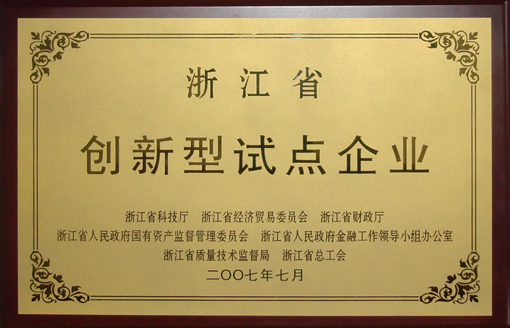 浙江省
创新型试点企业
浙江省科技厅 浙江省经济贸易委员会 浙江省财政厅
浙江省人民政府国有资产监督管理委员会 浙江省人民政府金融工作领导小组办公室
浙江省质量技术监督局 浙江省总工会
二〇〇七年七月